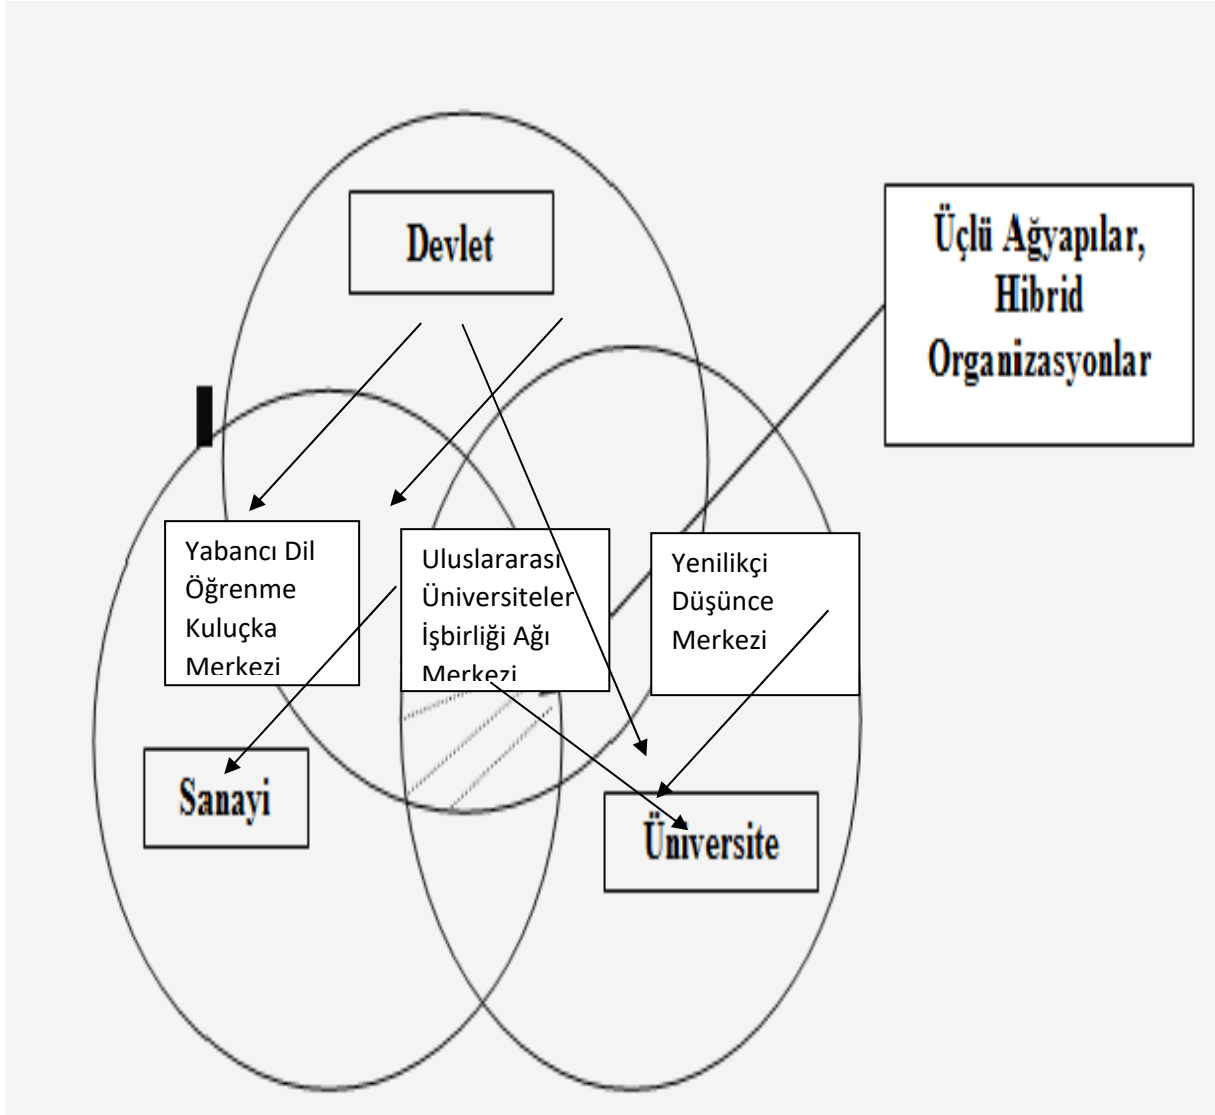 Devlet
Üçlü Ağyapılar,
Hibrid
Organizasyonlar
Yabancı Dil
Öğrenme
Kuluçka
Merkezi
Uluslararası
Üniversiteler
İşbirliği Ağı
Merkezi
Yenilikçi
Düşünce
Merkezi
Sanayi
Üniversite